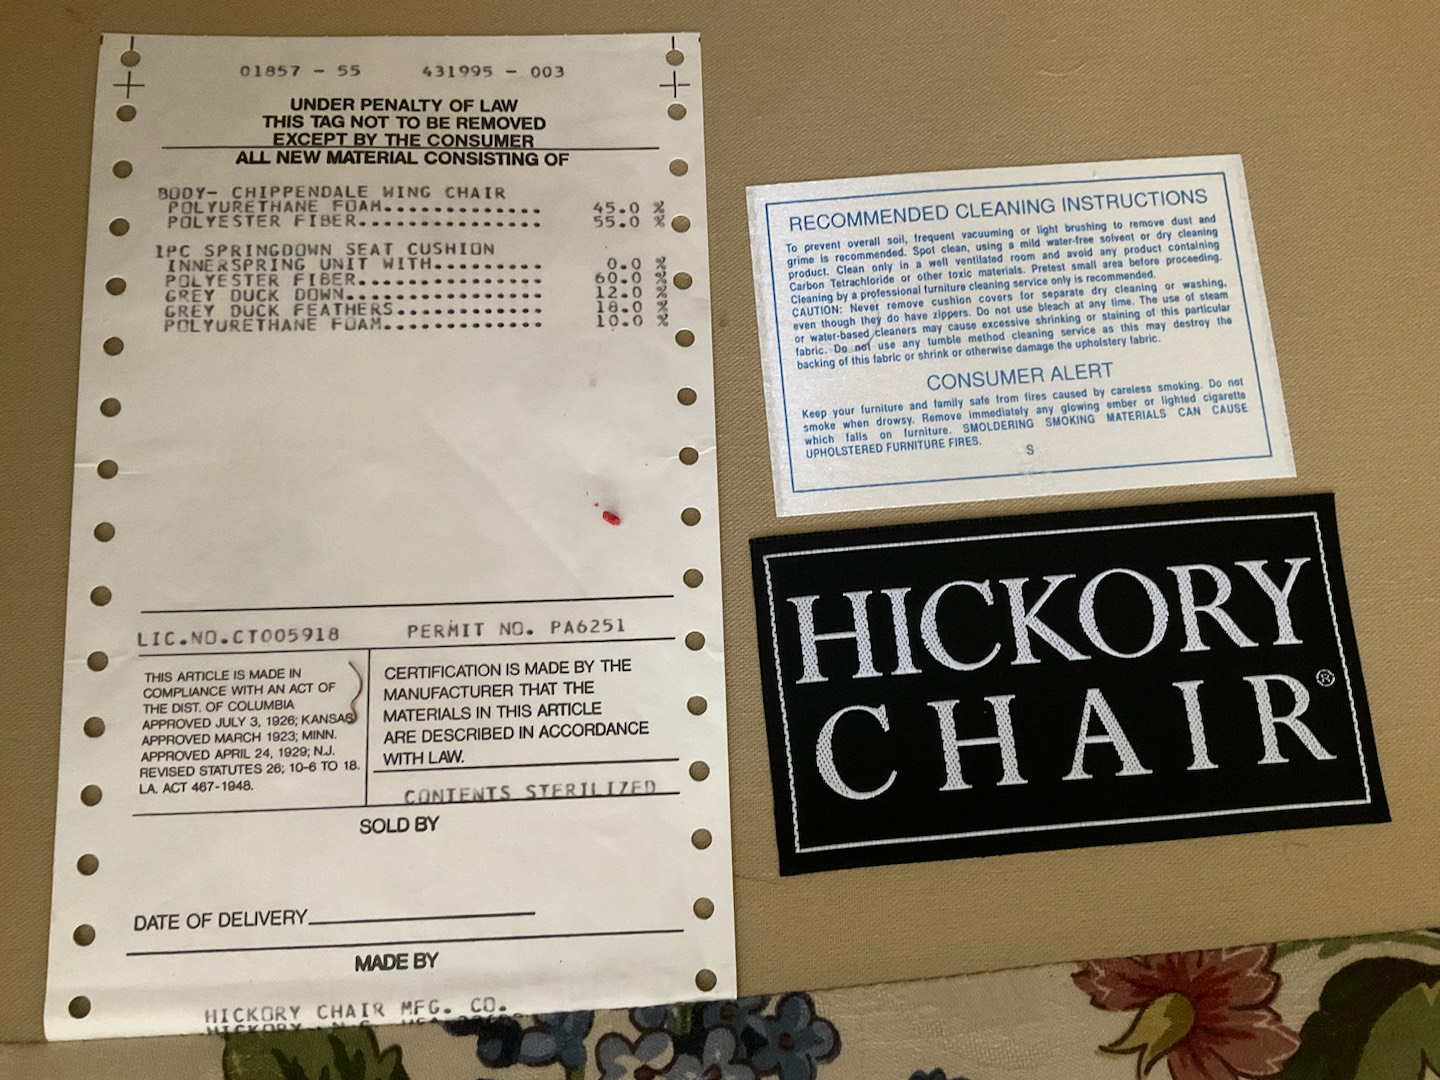 01857 - 55 431995 - 003
UNDER PENALTY OF LAW
THIS TAG NOT TO BE REMOVED
EXCEPT BY THE CONSUMER
ALL NEW MATERIAL CONSISTING OF
BODY- CHIPPENDALE WING CHAIR
POLYURETHANE FOAM.............. 45.0 %
POLYESTER FIBER................ 55.0 %
1PC SPRINGDOWN SEAT CUSHION
INNERSPRING UNIT WITH......... 0.0 %
POLYESTER FIBER................ 60.0 %
GREY DUCK DOWN................. 12.0 %
GREY DUCK FEATHERS............ 18.0 %
POLYURETHANE FOAM.............. 10.0 %
LIC.NO.CT005918 PERMIT NO. PA6251
THIS ARTICLE IS MADE IN
COMPLIANCE WITH AN ACT OF
THE DIST. OF COLUMBIA
APPROVED JULY 3, 1926; KANSAS
APPROVED MARCH 1923; MINN.
APPROVED APRIL 24, 1929; N.J.
REVISED STATUTES 26; 10-6 TO 18.
LA. ACT 467-1948.
CERTIFICATION IS MADE BY THE
MANUFACTURER THAT THE
MATERIALS IN THIS ARTICLE
ARE DESCRIBED IN ACCORDANCE
WITH LAW.
CONTENTS STERILIZED
SOLD BY
DATE OF DELIVERY
MADE BY
HICKORY CHAIR MFG. CO.
HICKORY, N.C. USA
RECOMMENDED CLEANING INSTRUCTIONS
To prevent overall soil, frequent vacuuming or light brushing to remove dust and
grime is recommended. Spot clean, using a mild water-free solvent or dry cleaning
product. Clean only in a well ventilated room and avoid any product containing
Carbon Tetrachloride or other toxic materials. Pretest small area before proceeding.
Cleaning by a professional furniture cleaning service only is recommended.
CAUTION: Never remove cushion covers for separate dry cleaning or washing,
even though they do have zippers. Do not use bleach at any time. The use of steam
or water-based cleaners may cause excessive shrinking or staining of this particular
fabric. Do not use any tumble method cleaning service as this may destroy the
backing of this fabric or shrink or otherwise damage the upholstery fabric.
CONSUMER ALERT
Keep your furniture and family safe from fires caused by careless smoking. Do not
smoke when drowsy. Remove immediately any glowing ember or lighted cigarette
which falls on furniture. SMOLDERING SMOKING MATERIALS CAN CAUSE
UPHOLSTERED FURNITURE FIRES.
S
HICKORY
CHAIR®